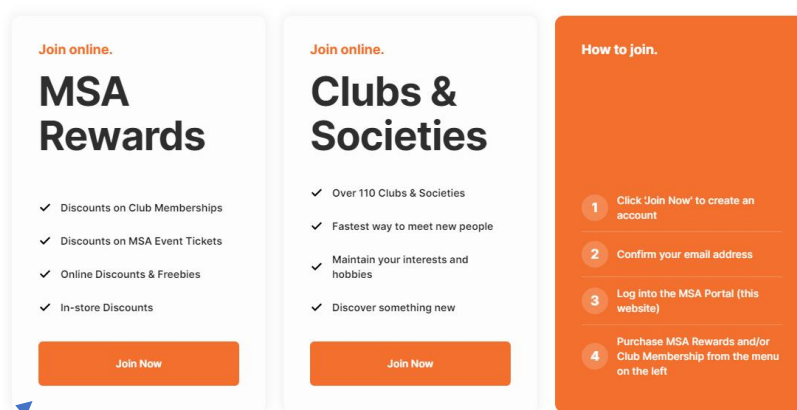 Join online.
MSA
Rewards
Discounts on Club Memberships
Discounts on MSA Event Tickets
Online Discounts & Freebies
In-store Discounts
Join Now
Join online.
Clubs &
Societies
Over 110 Clubs & Societies
Fastest way to meet new people
Maintain your interests and
hobbies
Discover something new
Join Now
How to join.
1 Click 'Join Now' to create an
account
2 Confirm your email address
3 Log into the MSA Portal (this
website)
4 Purchase MSA Rewards and/or
Club Membership from the menu
on the left